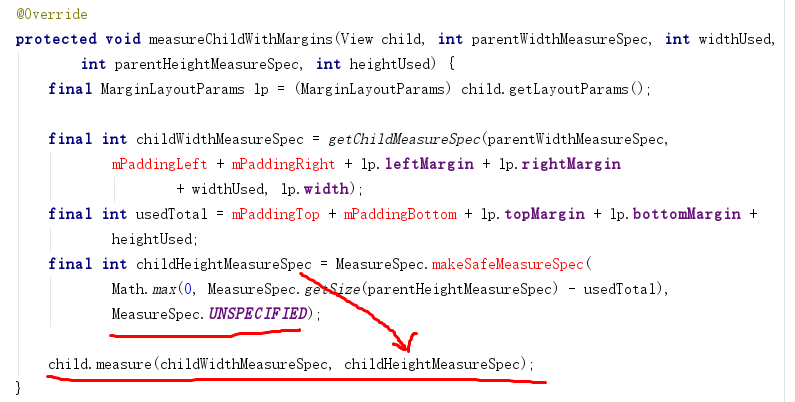 @Override
protected void measureChildWithMargins(View child, int parentWidthMeasureSpec, int widthUsed,
int parentHeightMeasureSpec, int heightUsed) {
final MarginLayoutParams lp = (MarginLayoutParams) child.getLayoutParams();
final int childWidthMeasureSpec = getChildMeasureSpec(parentWidthMeasureSpec,
mPaddingLeft + mPaddingRight + lp.leftMargin + lp.rightMargin
+ widthUsed, lp.width);
final int usedTotal = mPaddingTop + mPaddingBottom + lp.topMargin + lp.bottomMargin +
heightUsed;
final int childHeightMeasureSpec = MeasureSpec.makeSafeMeasureSpec(
Math.max(0, MeasureSpec.getSize(parentHeightMeasureSpec) - usedTotal),
MeasureSpec.UNSPECIFIED);
child.measure(childWidthMeasureSpec, childHeightMeasureSpec);
}